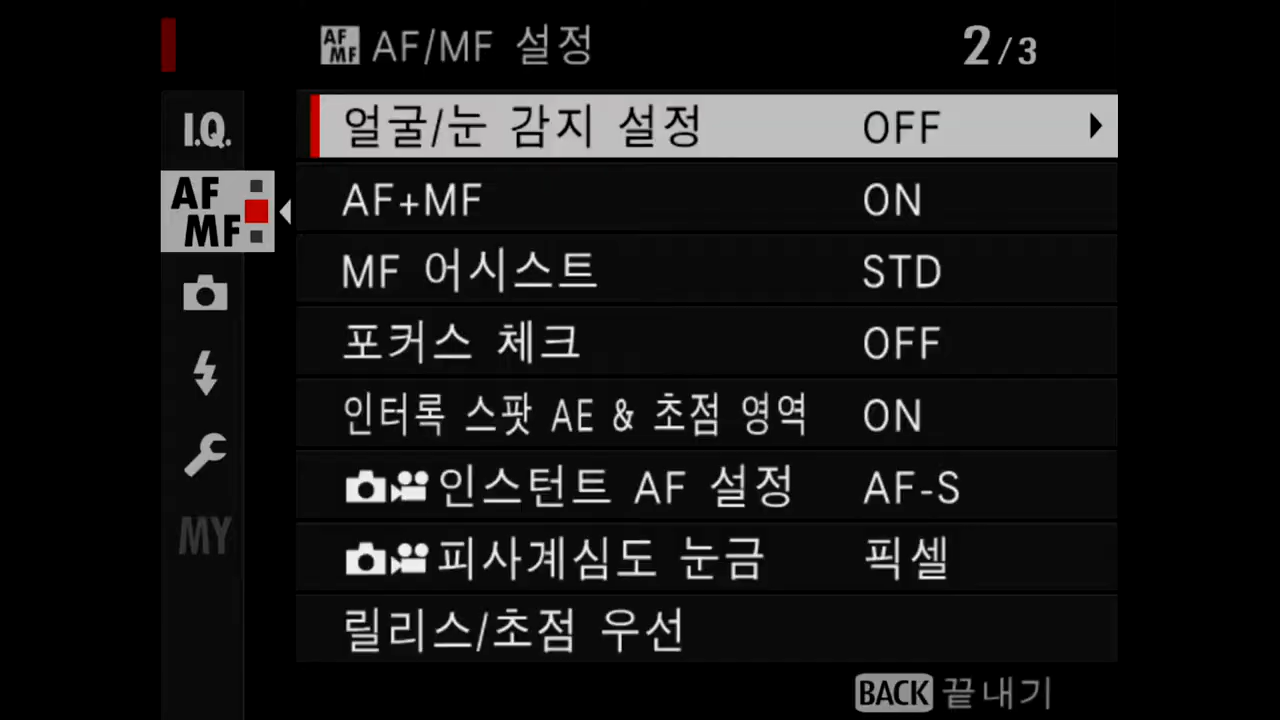 AF MF AF/MF 설정 2/3
I.Q.
AF MF
MY
얼굴/눈 감지 설정 OFF
AF+MF ON
MF 어시스트 STD
포커스 체크 OFF
인터록 스팟 AE & 초점 영역 ON
인스턴트 AF 설정 AF-S
피사계심도 눈금 픽셀
릴리스/초점 우선
BACK 끝내기